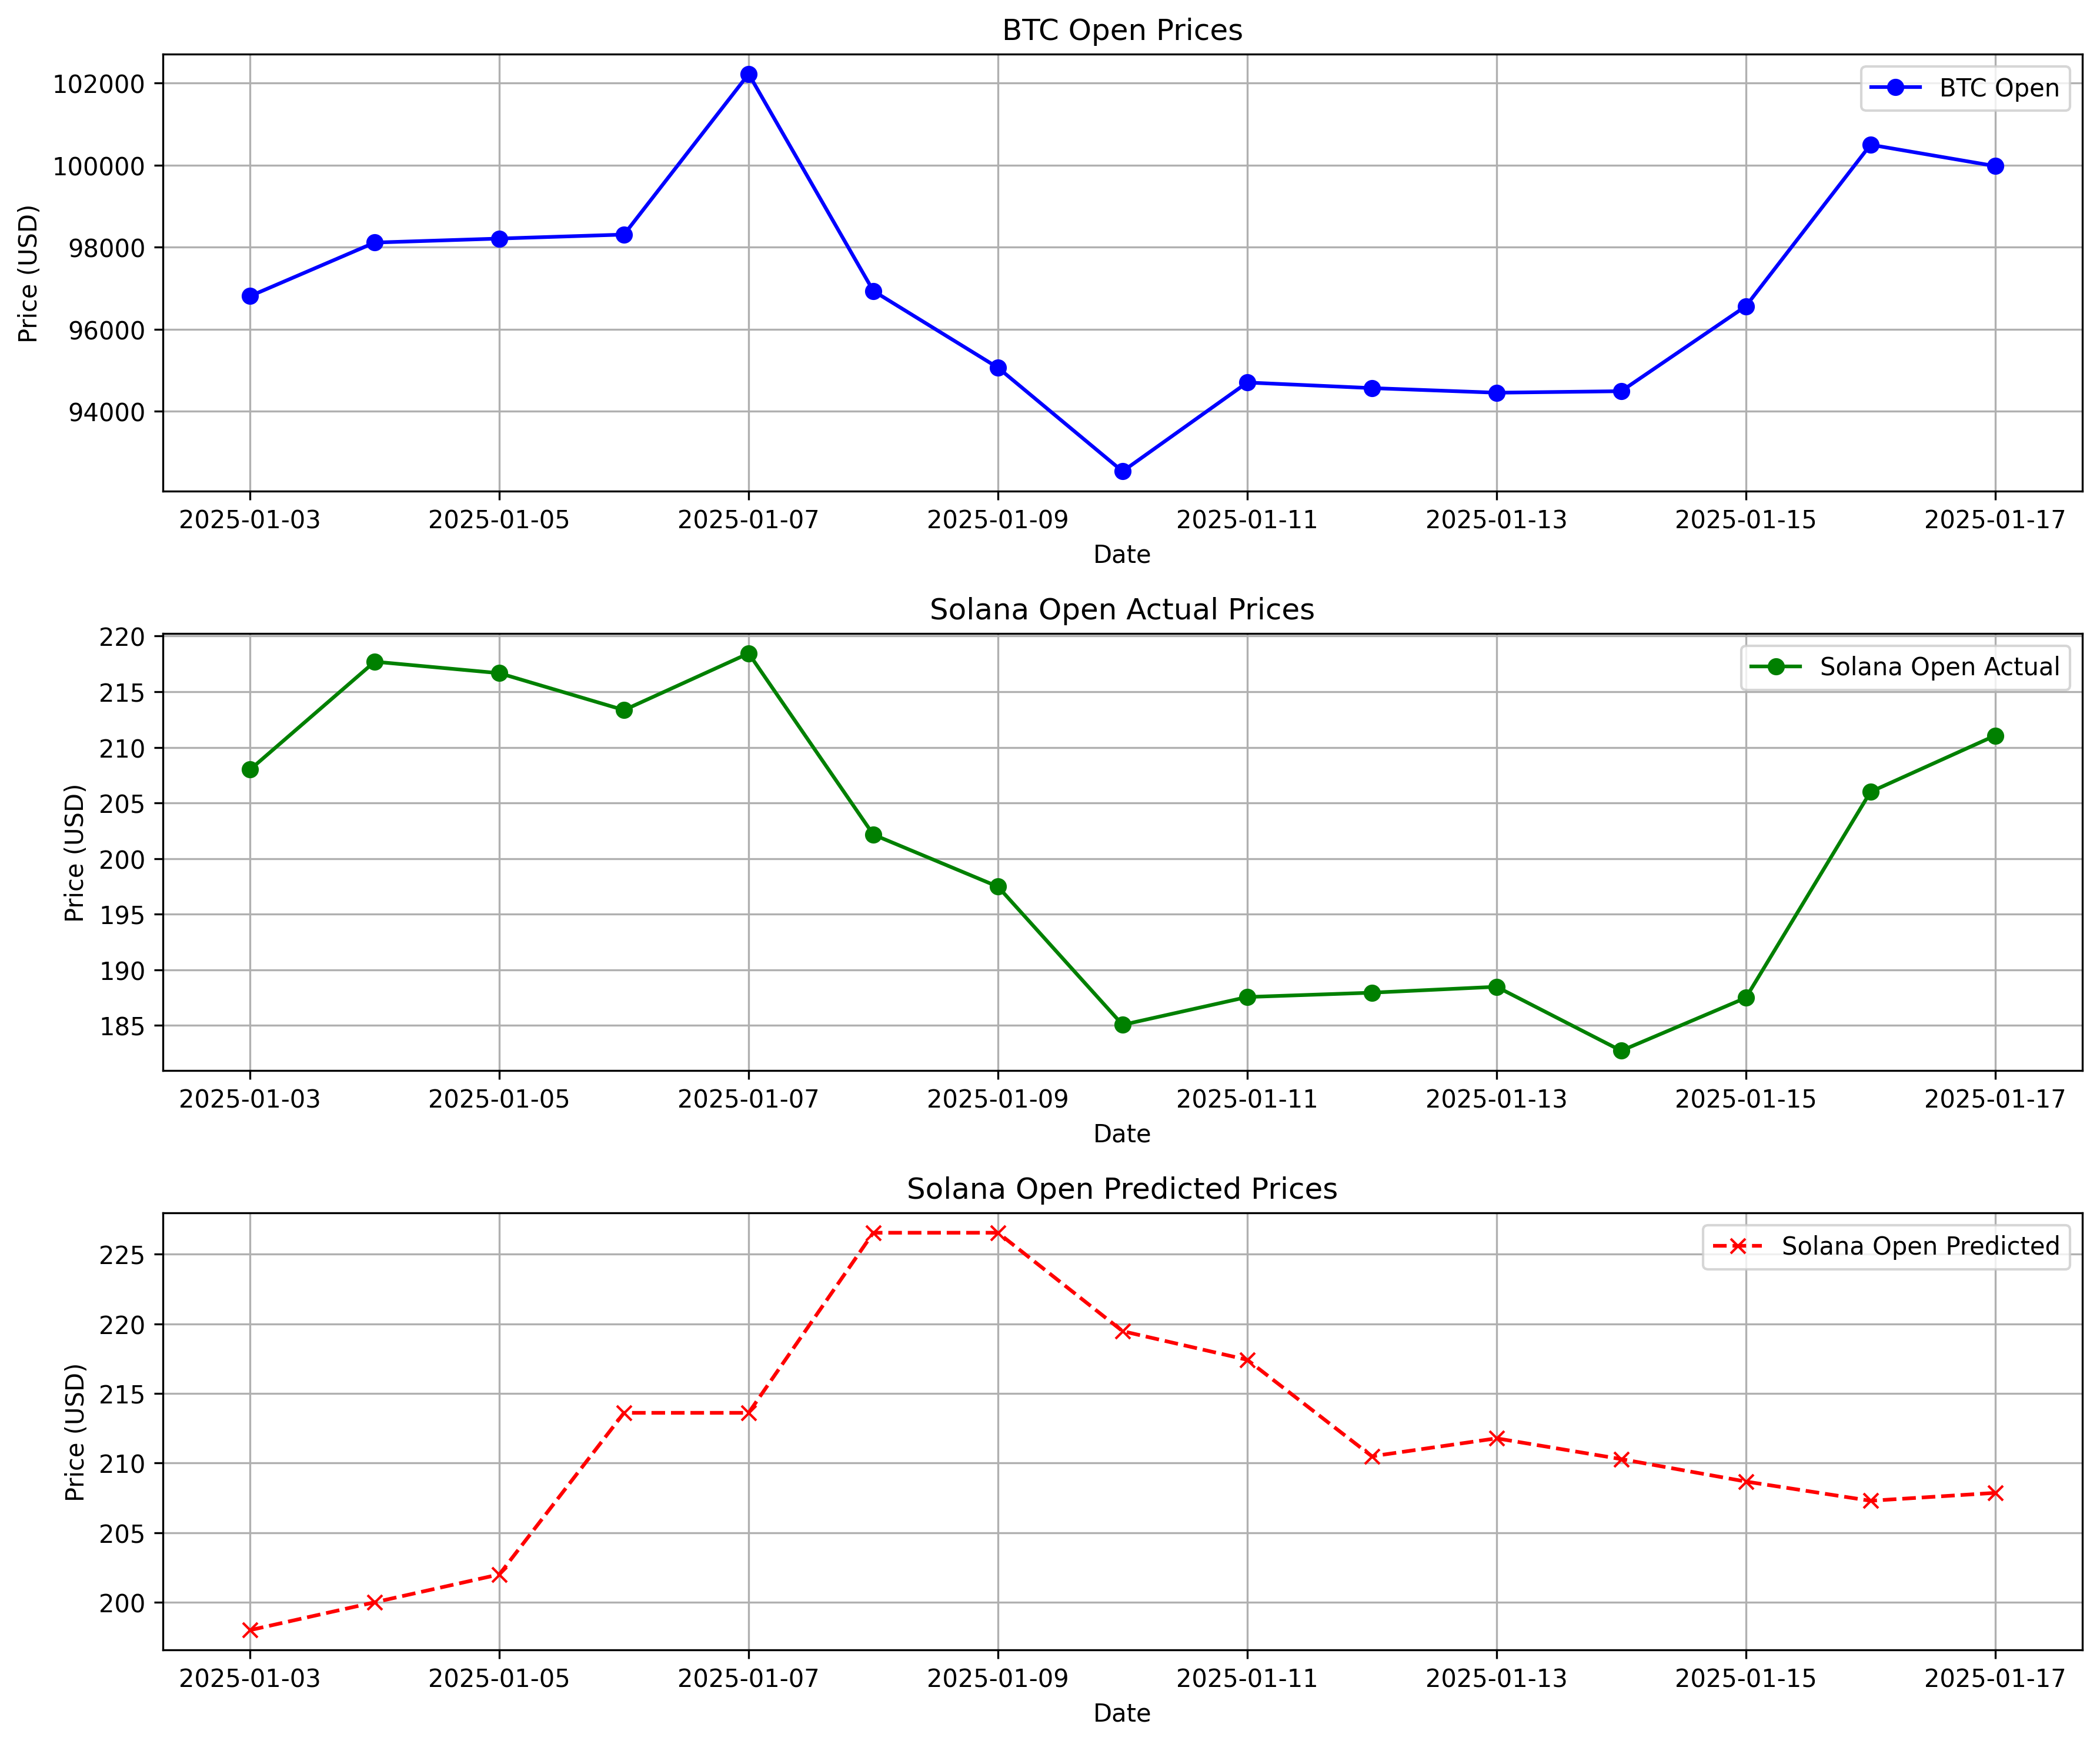 BTC Open Prices
BTC Open
102000
100000
98000
96000
94000
Price (USD)
2025-01-03 2025-01-05 2025-01-07 2025-01-09 2025-01-11 2025-01-13 2025-01-15 2025-01-17
Date
Solana Open Actual Prices
Solana Open Actual
220
215
210
205
200
195
190
185
Price (USD)
2025-01-03 2025-01-05 2025-01-07 2025-01-09 2025-01-11 2025-01-13 2025-01-15 2025-01-17
Date
Solana Open Predicted Prices
Solana Open Predicted
225
220
215
210
205
200
Price (USD)
2025-01-03 2025-01-05 2025-01-07 2025-01-09 2025-01-11 2025-01-13 2025-01-15 2025-01-17
Date